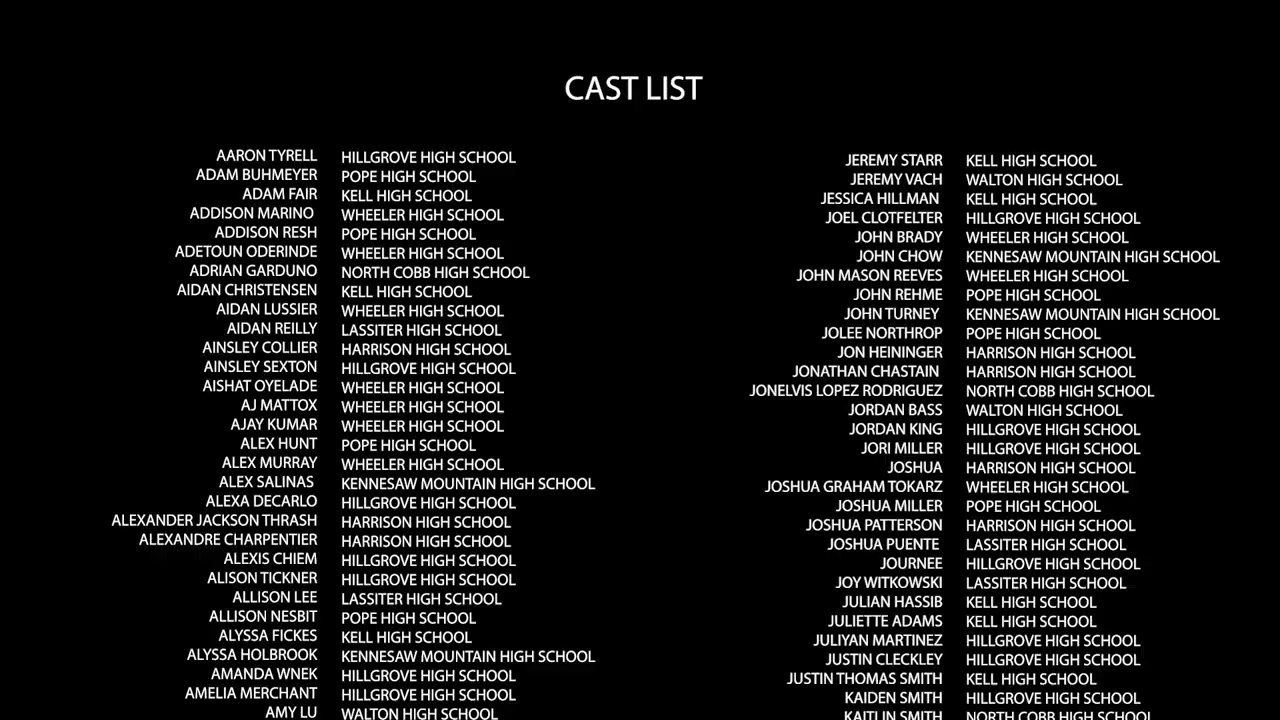 CAST LIST
AARON TYRELL HILLGROVE HIGH SCHOOL
ADAM BUHMEYER POPE HIGH SCHOOL
ADAM FAIR KELL HIGH SCHOOL
ADDISON MARINO WHEELER HIGH SCHOOL
ADDISON RESH POPE HIGH SCHOOL
ADETOUN ODERINDE WHEELER HIGH SCHOOL
ADRIAN GARDUNO NORTH COBB HIGH SCHOOL
AIDAN CHRISTENSEN KELL HIGH SCHOOL
AIDAN LUSSIER WHEELER HIGH SCHOOL
AIDAN REILLY LASSITER HIGH SCHOOL
AINSLEY COLLIER HARRISON HIGH SCHOOL
AINSLEY SEXTON HILLGROVE HIGH SCHOOL
AISHAT OYELADE WHEELER HIGH SCHOOL
AJ MATTOX WHEELER HIGH SCHOOL
AJAY KUMAR WHEELER HIGH SCHOOL
ALEX HUNT POPE HIGH SCHOOL
ALEX MURRAY WHEELER HIGH SCHOOL
ALEX SALINAS KENNESAW MOUNTAIN HIGH SCHOOL
ALEXA DECARLO HILLGROVE HIGH SCHOOL
ALEXANDER JACKSON THRASH HARRISON HIGH SCHOOL
ALEXANDRE CHARPENTIER HARRISON HIGH SCHOOL
ALEXIS CHIEM HILLGROVE HIGH SCHOOL
ALISON TICKNER HILLGROVE HIGH SCHOOL
ALLISON LEE LASSITER HIGH SCHOOL
ALLISON NESBIT POPE HIGH SCHOOL
ALYSSA FICKES KELL HIGH SCHOOL
ALYSSA HOLBROOK KENNESAW MOUNTAIN HIGH SCHOOL
AMANDA WNEK HILLGROVE HIGH SCHOOL
AMELIA MERCHANT HILLGROVE HIGH SCHOOL
AMY LU WALTON HIGH SCHOOL
JEREMY STARR KELL HIGH SCHOOL
JEREMY VACH WALTON HIGH SCHOOL
JESSICA HILLMAN KELL HIGH SCHOOL
JOEL CLOTFELTER HILLGROVE HIGH SCHOOL
JOHN BRADY WHEELER HIGH SCHOOL
JOHN CHOW KENNESAW MOUNTAIN HIGH SCHOOL
JOHN MASON REEVES WHEELER HIGH SCHOOL
JOHN REHME POPE HIGH SCHOOL
JOHN TURNEY KENNESAW MOUNTAIN HIGH SCHOOL
JOLEE NORTHROP POPE HIGH SCHOOL
JON HEININGER HARRISON HIGH SCHOOL
JONATHAN CHASTAIN HARRISON HIGH SCHOOL
JONELVIS LOPEZ RODRIGUEZ NORTH COBB HIGH SCHOOL
JORDAN BASS WALTON HIGH SCHOOL
JORDAN KING HILLGROVE HIGH SCHOOL
JORI MILLER HILLGROVE HIGH SCHOOL
JOSHUA HARRISON HIGH SCHOOL
JOSHUA GRAHAM TOKARZ WHEELER HIGH SCHOOL
JOSHUA MILLER POPE HIGH SCHOOL
JOSHUA PATTERSON HARRISON HIGH SCHOOL
JOSHUA PUENTE LASSITER HIGH SCHOOL
JOURNEE HILLGROVE HIGH SCHOOL
JOY WITKOWSKI LASSITER HIGH SCHOOL
JULIAN HASSIB KELL HIGH SCHOOL
JULIETTE ADAMS KELL HIGH SCHOOL
JULIYAN MARTINEZ HILLGROVE HIGH SCHOOL
JUSTIN CLECKLEY HILLGROVE HIGH SCHOOL
JUSTIN THOMAS SMITH KELL HIGH SCHOOL
KAIDEN SMITH HILLGROVE HIGH SCHOOL
KAITLIN SMITH NORTH COBB HIGH SCHOOL